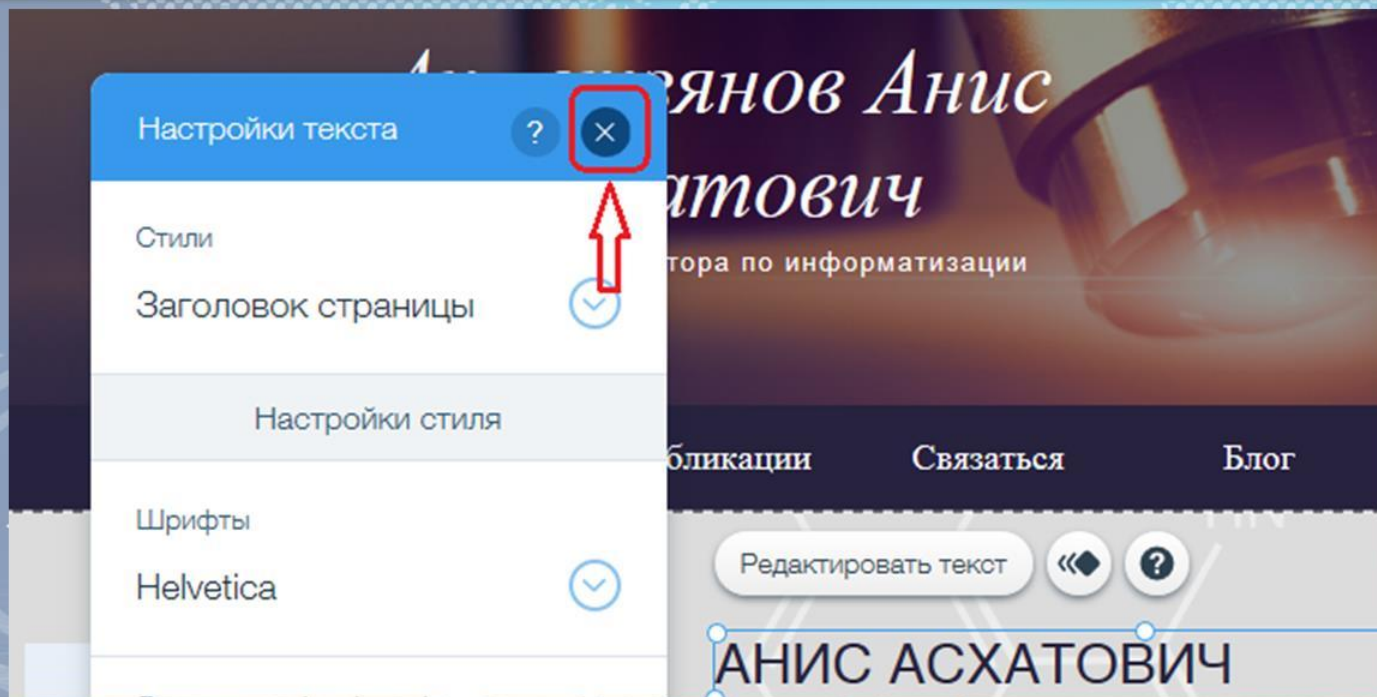 Анис
Настройки текста
?
атович
Стили
тора по информатизации
Заголовок страницы
Настройки стиля
бликации Связаться Блог
Шрифты
HN
Редактировать текст ?
Helvetica
АНИС АСХАТОВИЧ